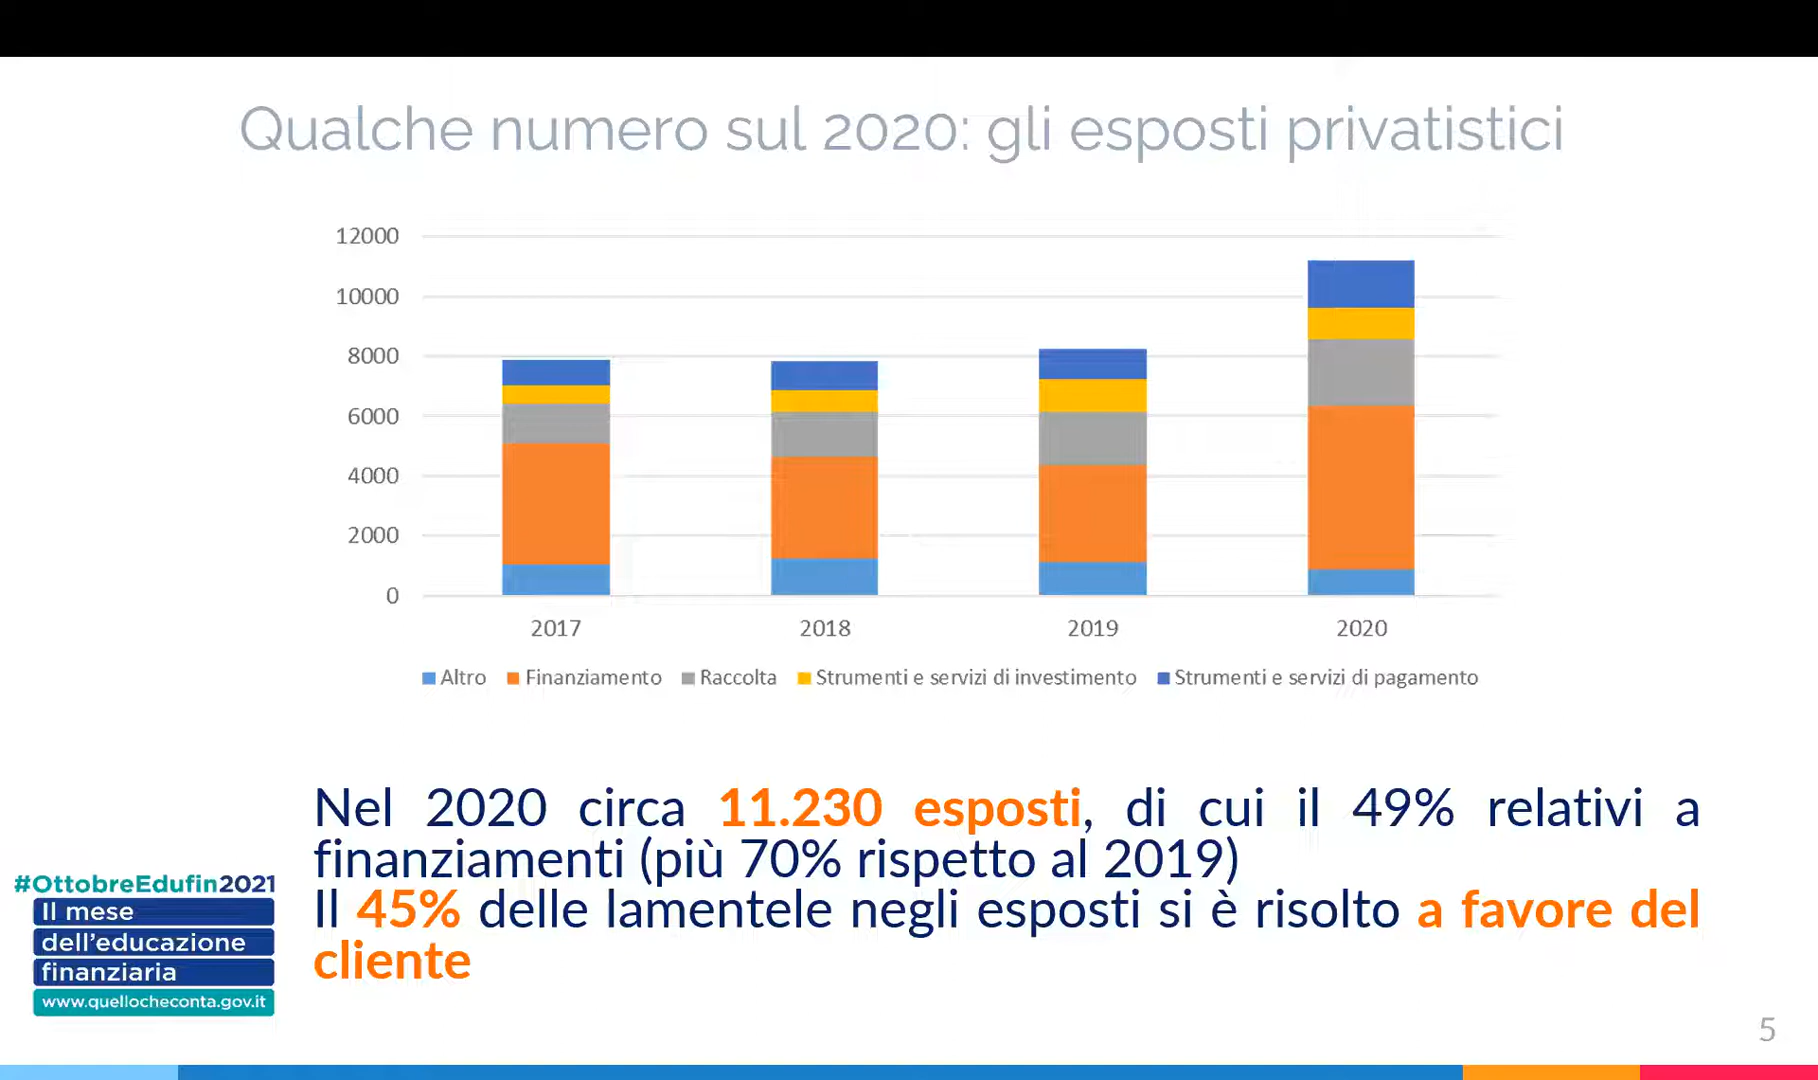 Qualche numero sul 2020: gli esposti privatistici
12000
10000
8000
6000
4000
2000
0
2017 2018 2019 2020
Altro Finanziamento Raccolta Strumenti e servizi di investimento Strumenti e servizi di pagamento
Nel 2020 circa 11.230 esposti, di cui il 49% relativi a
finanziamenti (più 70% rispetto al 2019)
Il 45% delle lamentele negli esposti si è risolto a favore del
cliente
#OttobreEdufin2021
Il mese
dell'educazione
finanziaria
www.quellocheconta.gov.it
5